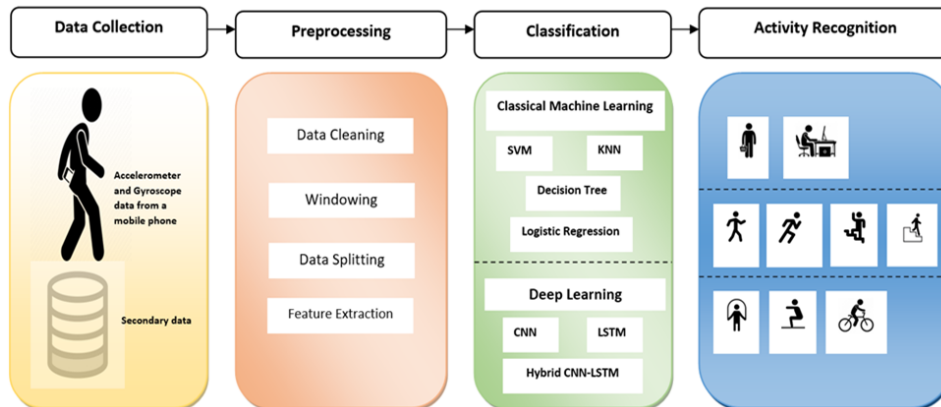 Data Collection
Preprocessing
Classification
Activity Recognition
Accelerometer
and Gyroscope
data from a
mobile phone
Secondary data
Data Cleaning
Windowing
Data Splitting
Feature Extraction
Classical Machine Learning
SVM
KNN
Decision Tree
Logistic Regression
Deep Learning
CNN
LSTM
Hybrid CNN-LSTM